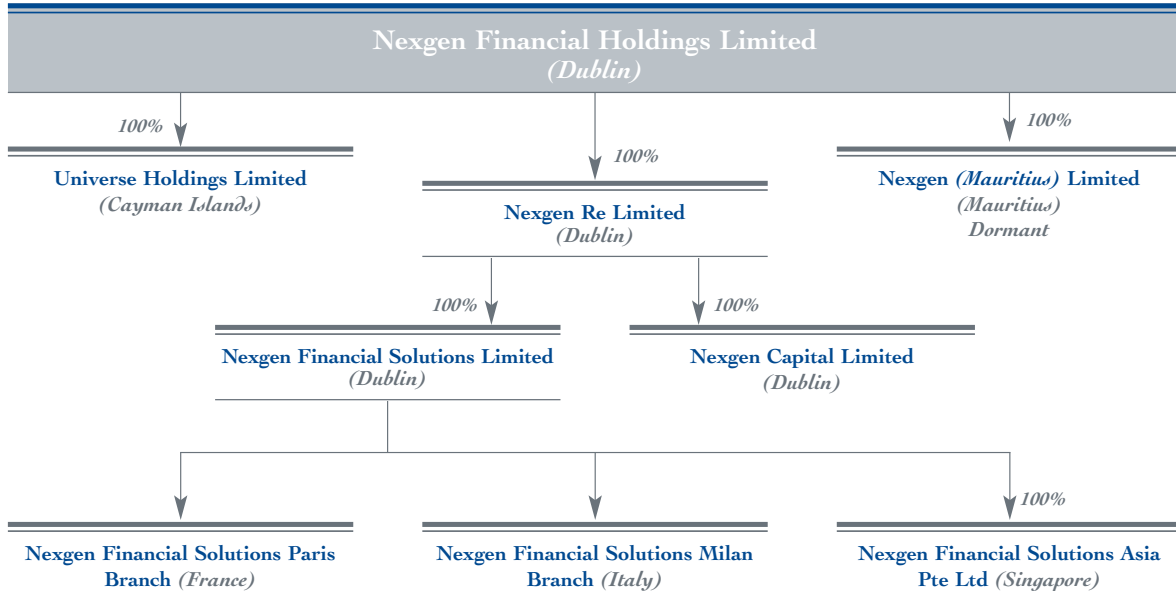 Nexgen Financial Holdings Limited
(Dublin)
100%
100%
100%
Universe Holdings Limited
(Cayman Islands)
Nexgen Re Limited
(Dublin)
Nexgen (Mauritius) Limited
(Mauritius)
Dormant
100%
100%
Nexgen Financial Solutions Limited
(Dublin)
Nexgen Capital Limited
(Dublin)
100%
Nexgen Financial Solutions Paris
Branch (France)
Nexgen Financial Solutions Milan
Branch (Italy)
Nexgen Financial Solutions Asia
Pte Ltd (Singapore)